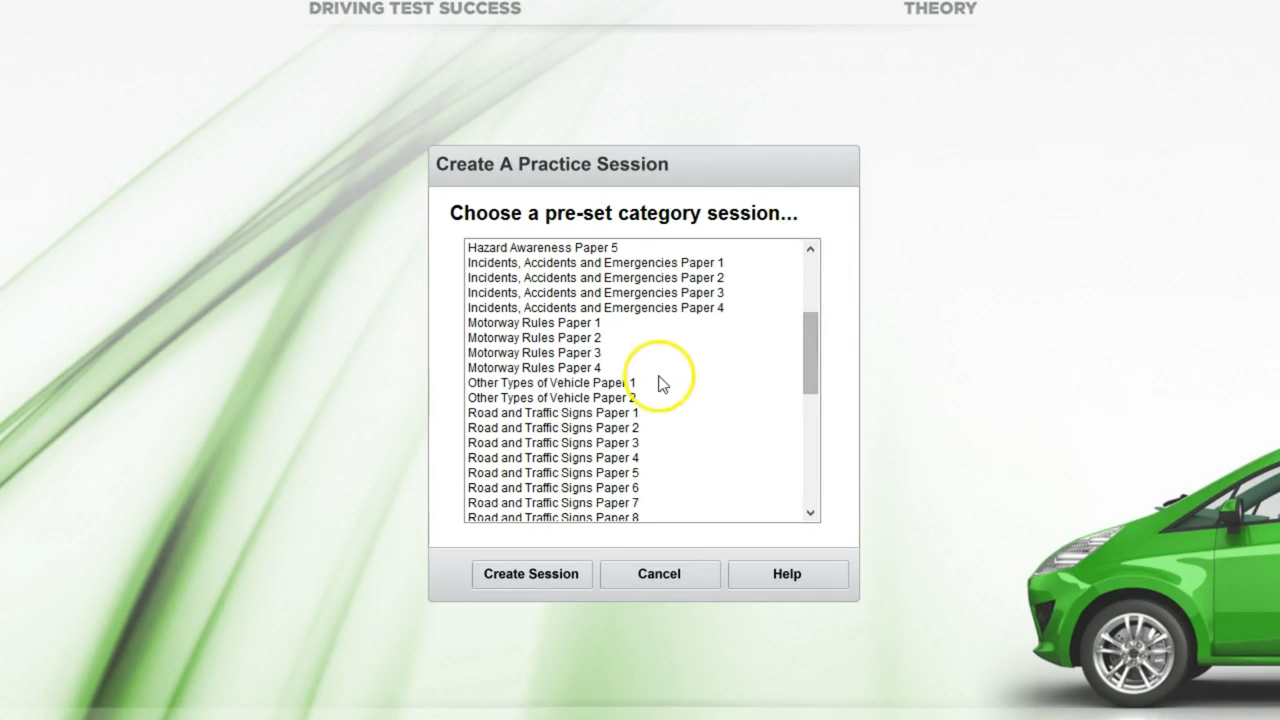 DRIVING TEST SUCCESS THEORY
Create A Practice Session
Choose a pre-set category session...
Hazard Awareness Paper 5
Incidents, Accidents and Emergencies Paper 1
Incidents, Accidents and Emergencies Paper 2
Incidents, Accidents and Emergencies Paper 3
Incidents, Accidents and Emergencies Paper 4
Motorway Rules Paper 1
Motorway Rules Paper 2
Motorway Rules Paper 3
Motorway Rules Paper 4
Other Types of Vehicle Paper 1
Other Types of Vehicle Paper 2
Road and Traffic Signs Paper 1
Road and Traffic Signs Paper 2
Road and Traffic Signs Paper 3
Road and Traffic Signs Paper 4
Road and Traffic Signs Paper 5
Road and Traffic Signs Paper 6
Road and Traffic Signs Paper 7
Road and Traffic Signs Paper 8
Create Session Cancel Help